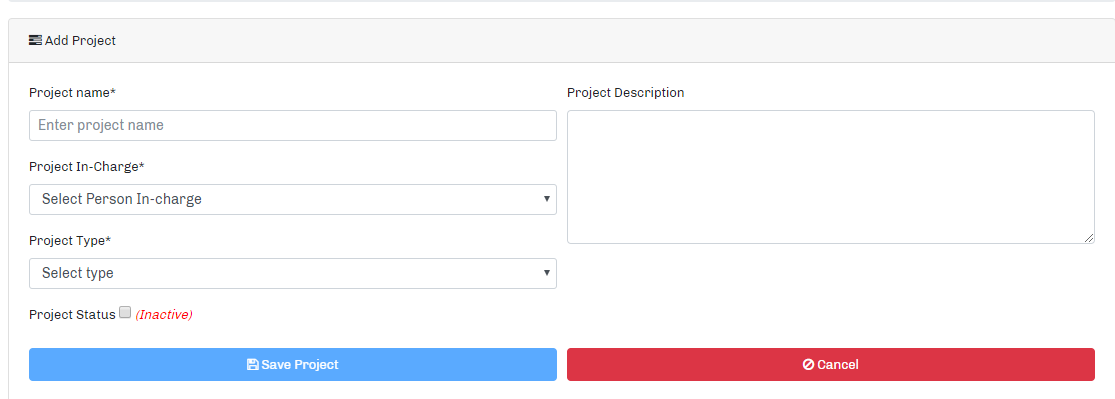 Add Project
Project name*
Enter project name
Project In-Charge*
Select Person In-charge
Project Type*
Select type
Project Status (Inactive)
Project Description
Save Project
Cancel